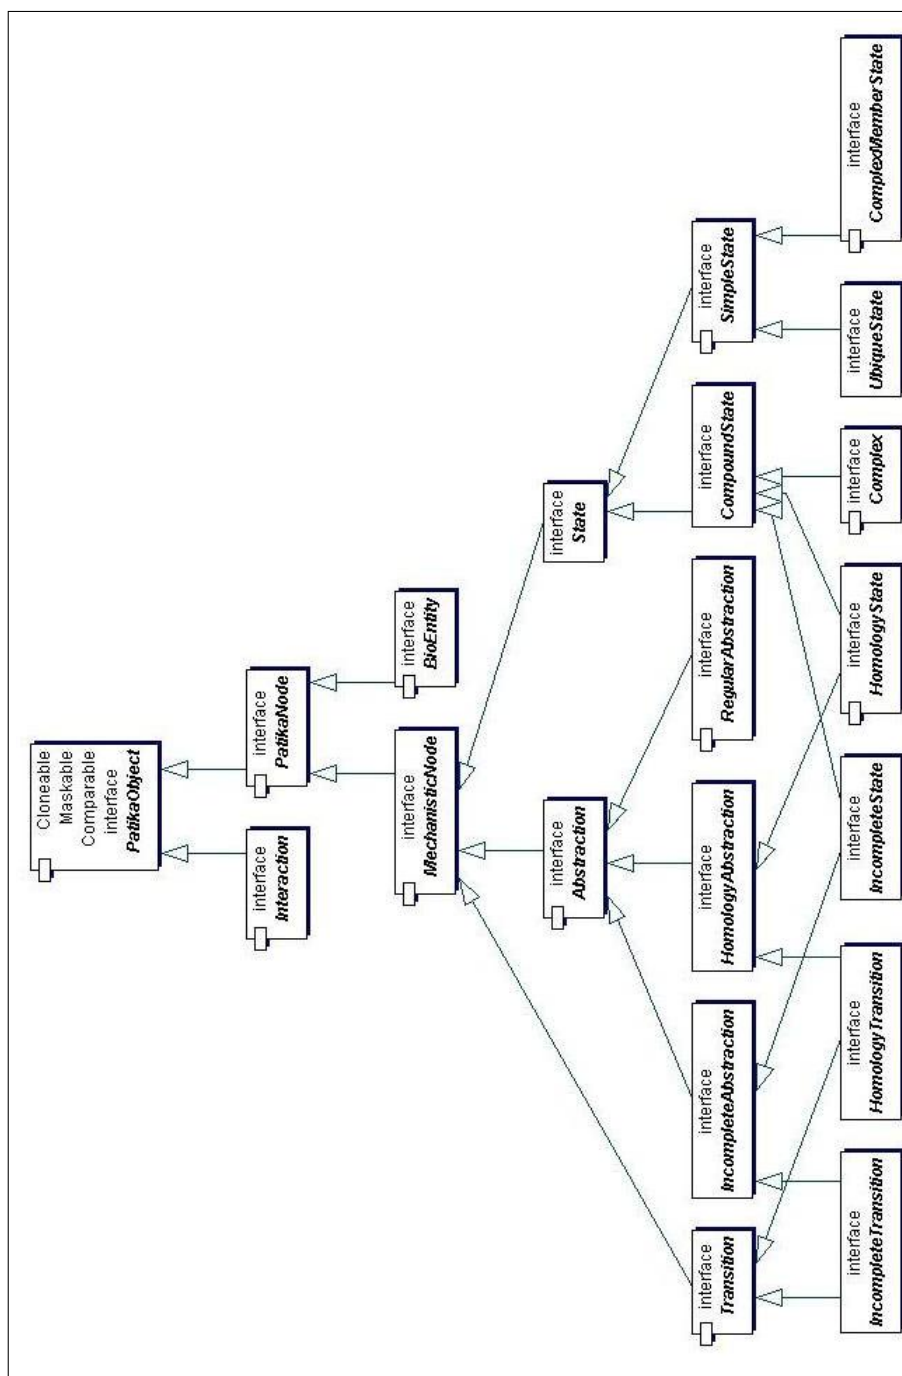 Cloneable
Maskable
Comparable
interface
PatikaObject
interface
Interaction
interface
PatikaNode
interface
MechanisticNode
interface
BioEntity
interface
Abstraction
interface
State
interface
Transition
interface
IncompleteAbstraction
interface
HomologyAbstraction
interface
RegularAbstraction
interface
CompoundState
interface
SimpleState
interface
IncompleteTransition
interface
HomologyTransition
interface
IncompleteState
interface
HomologyState
interface
Complex
interface
UbiqueState
interface
ComplexMemberState